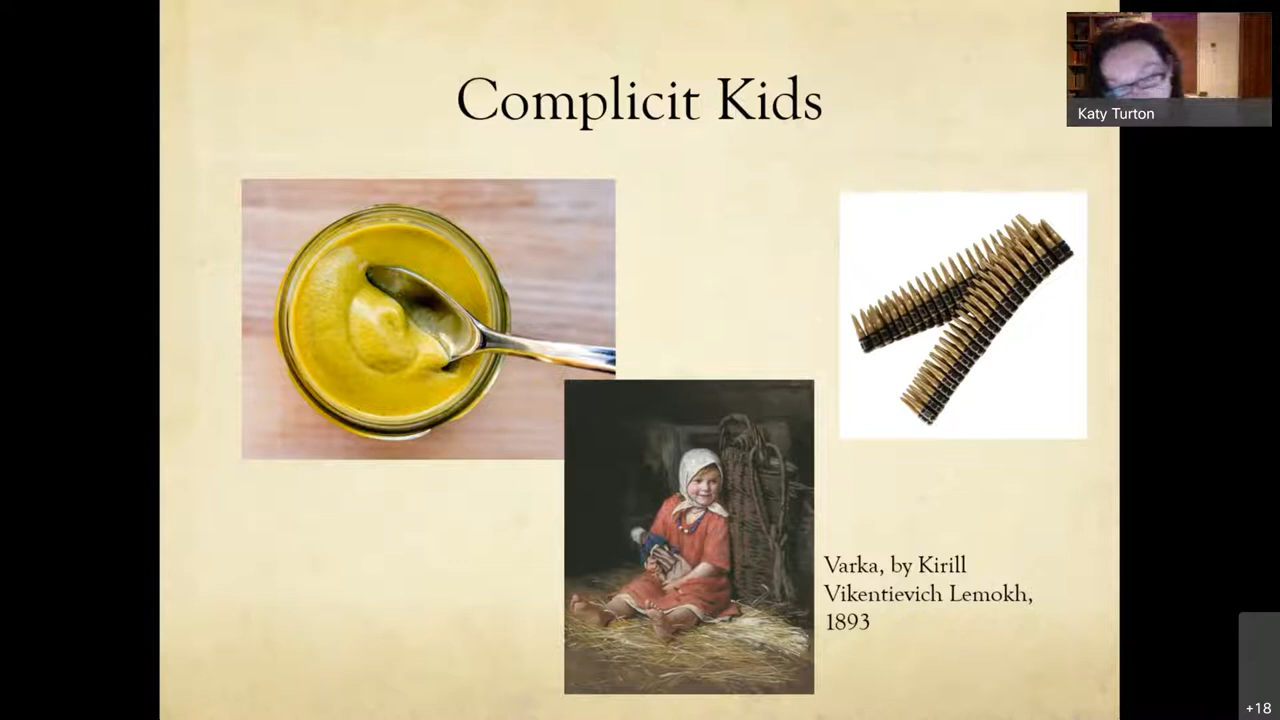 Complicit Kids
Katy Turton
Varka, by Kirill
Vikentievich Lemokh,
1893
+18